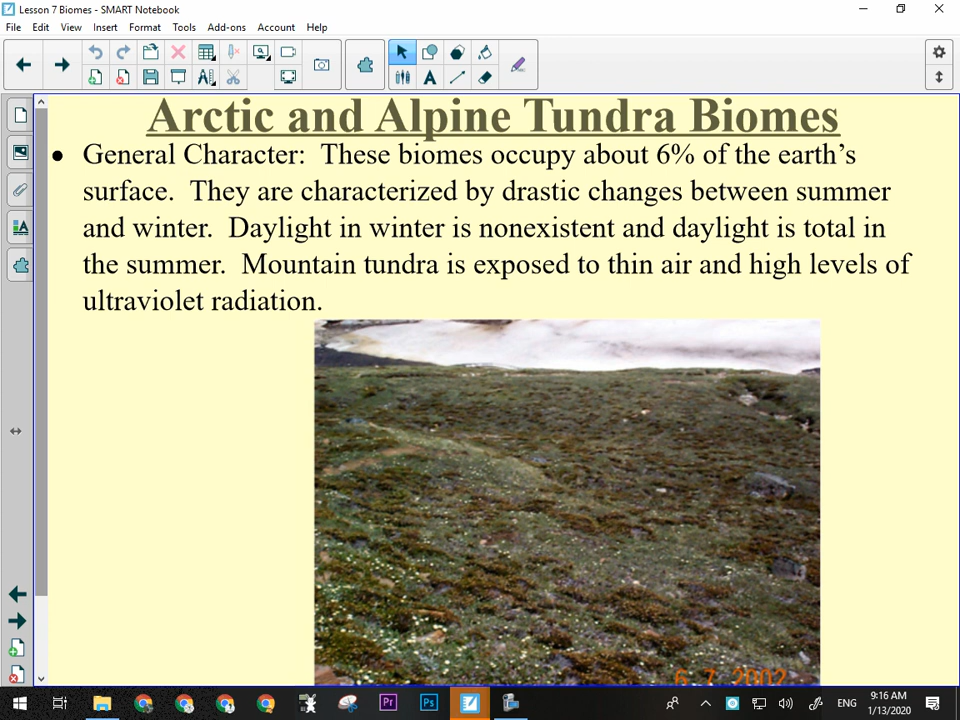 Lesson 7 Biomes - SMART Notebook
File Edit View Insert Format Tools Add-ons Account Help
Arctic and Alpine Tundra Biomes
• General Character: These biomes occupy about 6% of the earth's
surface. They are characterized by drastic changes between summer
and winter. Daylight in winter is nonexistent and daylight is total in
the summer. Mountain tundra is exposed to thin air and high levels of
ultraviolet radiation.
6 7 2002
Pr Ps ENG 9:16 AM
1/13/2020